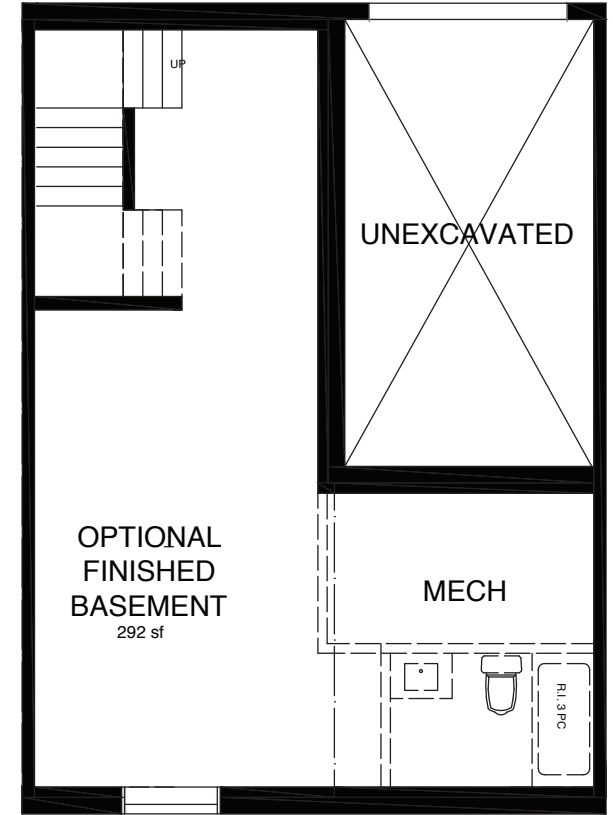 UP
UNEXCAVATED
OPTIONAL
FINISHED
BASEMENT
292 sf
MECH
R.I. 3 PC